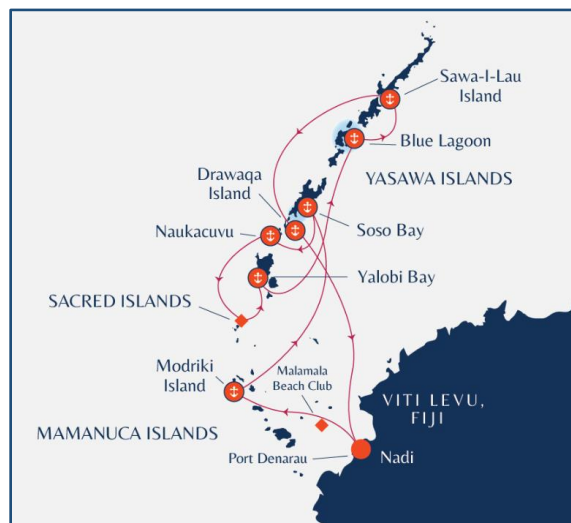 Sawa-I-Lau
Island
Blue Lagoon
YASAWA ISLANDS
Drawaqa
Island
Soso Bay
Naukacuvu
Yalobi Bay
SACRED ISLANDS
Modriki
Island
Malamala
Beach Club
VITI LEVU,
FIJI
MAMANUCA ISLANDS
Port Denarau
Nadi